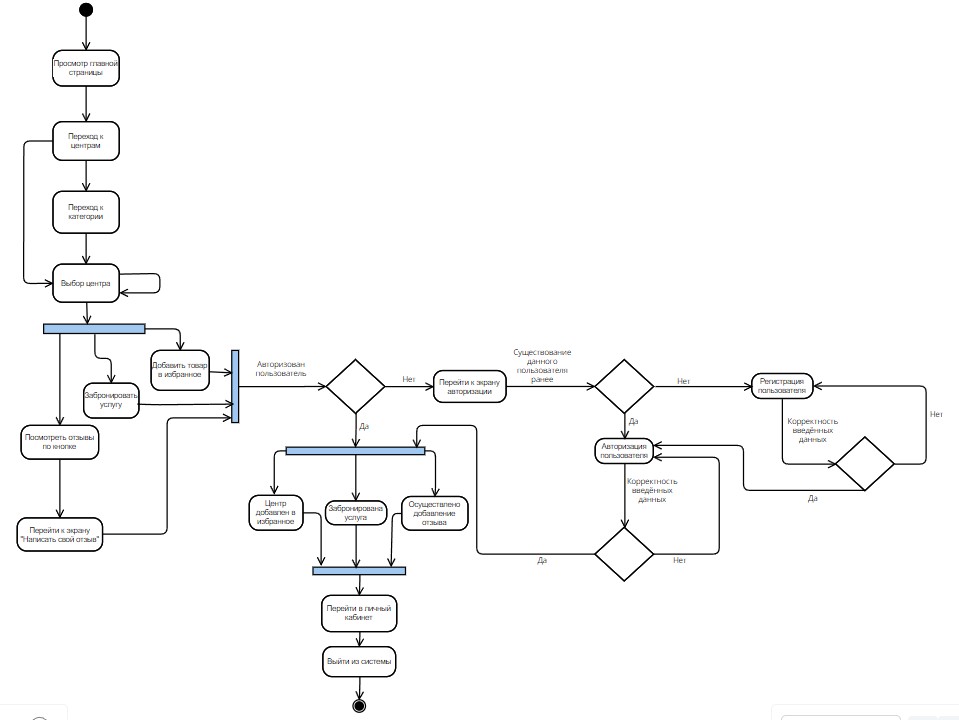 Просмотр главной
страницы
Переход к
центрам
Переход к
категории
Выбор центра
Добавить товар
в избранное
Забронировать
услугу
Посмотреть отзывы
по кнопке
Перейти к экрану
"Написать свой отзыв"
Авторизован
пользователь
Нет
Да
Перейти к экрану
авторизации
Существование
данного
пользователя
ранее
Нет
Да
Регистрация
пользователя
Корректность
введённых
данных
Нет
Да
Авторизация
пользователя
Корректность
введённых
данных
Да
Нет
Центр
добавлен в
избранное
Забронирована
услуга
Осуществлено
добавление
отзыва
Перейти в личный
кабинет
Выйти из системы